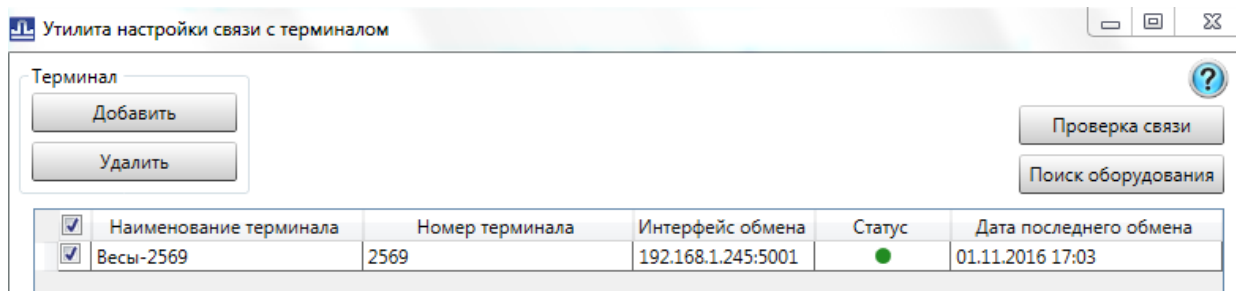 Утилита настройки связи с терминалом
Терминал
Добавить
Удалить
?
Проверка связи
Поиск оборудования
Наименование терминала Номер терминала Интерфейс обмена Статус Дата последнего обмена
Весы-2569 2569 192.168.1.245:5001 01.11.2016 17:03